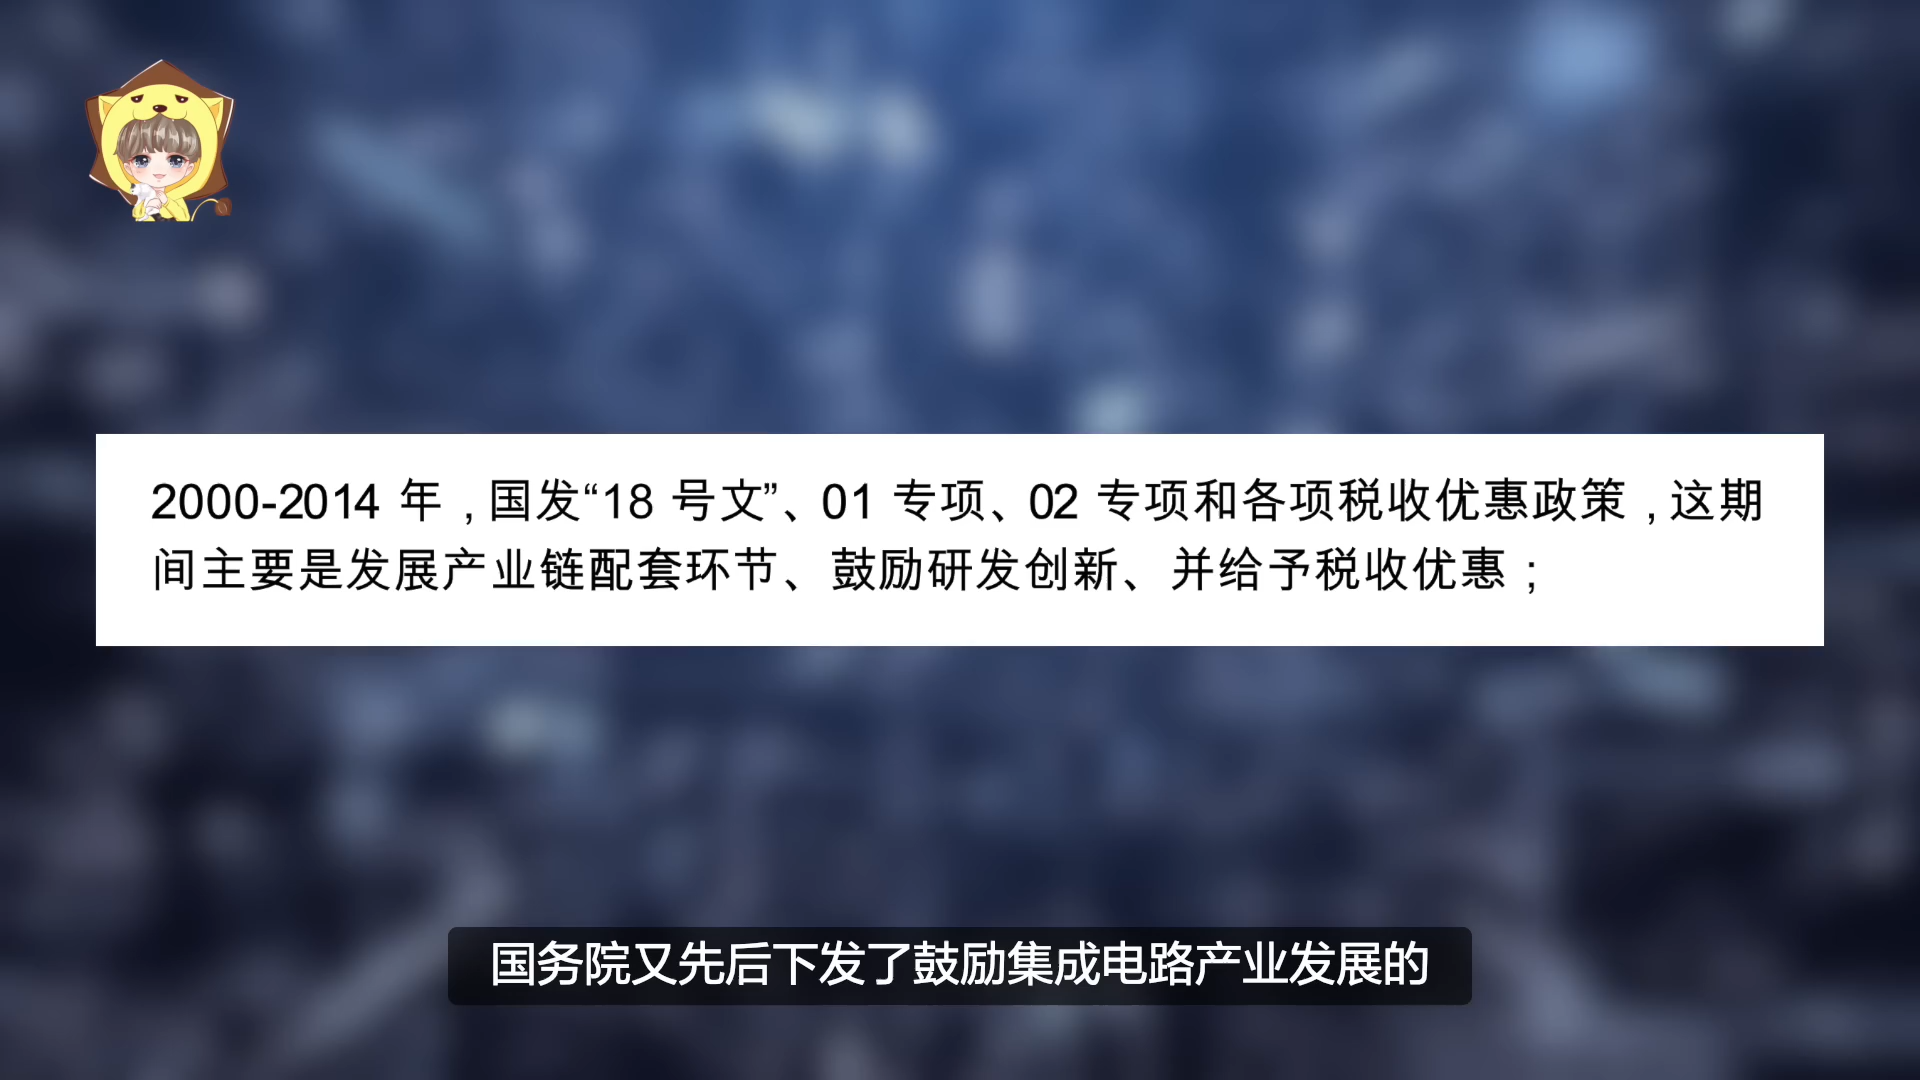 2000-2014 年，国发“18 号文”、01 专项、02 专项和各项税收优惠政策，这期
间主要是发展产业链配套环节、鼓励研发创新、并给予税收优惠；
国务院又先后下发了鼓励集成电路产业发展的